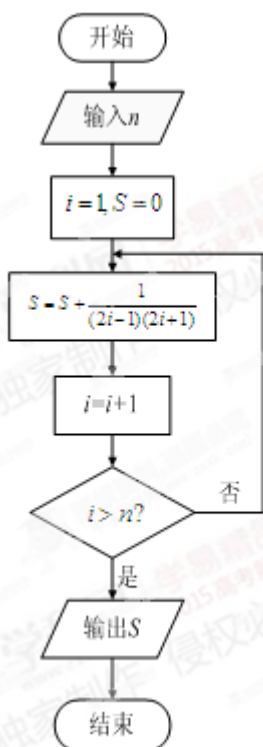 开始
输入n
i=1, S=0
S=S+\frac{1}{(2i-1)(2i+1)}
i=i+1
i>n?
否
是
输出S
结束